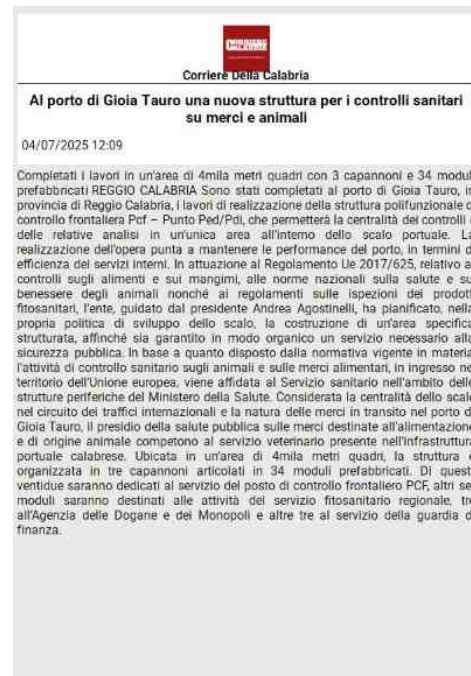 CORRIERE
CALABRIA
Corriere Della Calabria
Al porto di Gioia Tauro una nuova struttura per i controlli sanitari
su merci e animali
04/07/2025 12:09
Completati i lavori in un'area di 4mila metri quadri con 3 capannoni e 34 modul
prefabbricati REGGIO CALABRIA Sono stati completati al porto di Gioia Tauro, i
provincia di Reggio Calabria, i lavori di realizzazione della struttura polifunzionale d
controllo frontaliera Pcf – Punto Ped/Pdi, che permetterà la centralità dei controlli
delle relative analisi in un'unica area all'interno dello scalo portuale. La
realizzazione dell'opera punta a mantenere le performance del porto, in termini d
efficienza dei servizi interni. In attuazione al Regolamento Ue 2017/625, relativo a
controlli sugli alimenti e sui mangimi, alle norme nazionali sulla salute e su
benessere degli animali nonché ai regolamenti sulle ispezioni dei prodott
fitosanitari, l'ente, guidato dal presidente Andrea Agostinelli, ha pianificato, nella
propria politica di sviluppo dello scalo, la costruzione di un'area specifica
strutturata, affinché sia garantito in modo organico un servizio necessario alla
sicurezza pubblica. In base a quanto disposto dalla normativa vigente in materia
l'attività di controllo sanitario sugli animali e sulle merci alimentari, in ingresso ne
territorio dell'Unione europea, viene affidata al Servizio sanitario nell'ambito delle
strutture periferiche del Ministero della Salute. Considerata la centralità dello scalo
nel circuito dei traffici internazionali e la natura delle merci in transito nel porto d
Gioia Tauro, il presidio della salute pubblica sulle merci destinate all'alimentazione
e di origine animale competono al servizio veterinario presente nell'infrastruttur
portuale calabrese. Ubicata in un'area di 4mila metri quadri, la struttura
organizzata in tre capannoni articolati in 34 moduli prefabbricati. Di quest
ventidue saranno dedicati al servizio del posto di controllo frontaliero PCF, altri se
moduli saranno destinati alle attività del servizio fitosanitario regionale, tre
all'Agenzia delle Dogane e dei Monopoli e altre tre al servizio della guardia d
finanza.